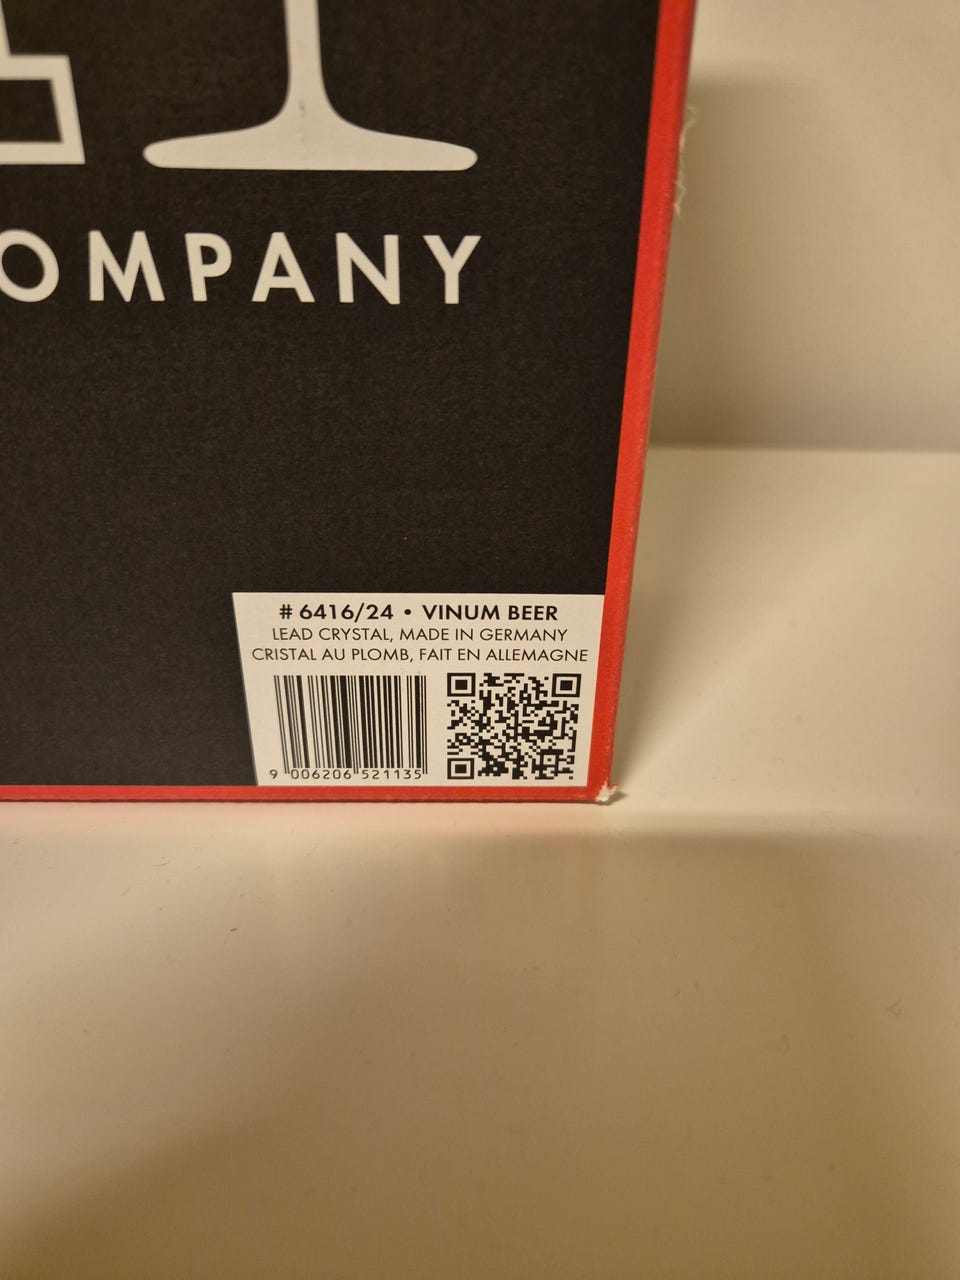 OMPANY
# 6416/24 • VINUM BEER
LEAD CRYSTAL, MADE IN GERMANY
CRISTAL AU PLOMB, FAIT EN ALLEMAGNE
9 006206 521135